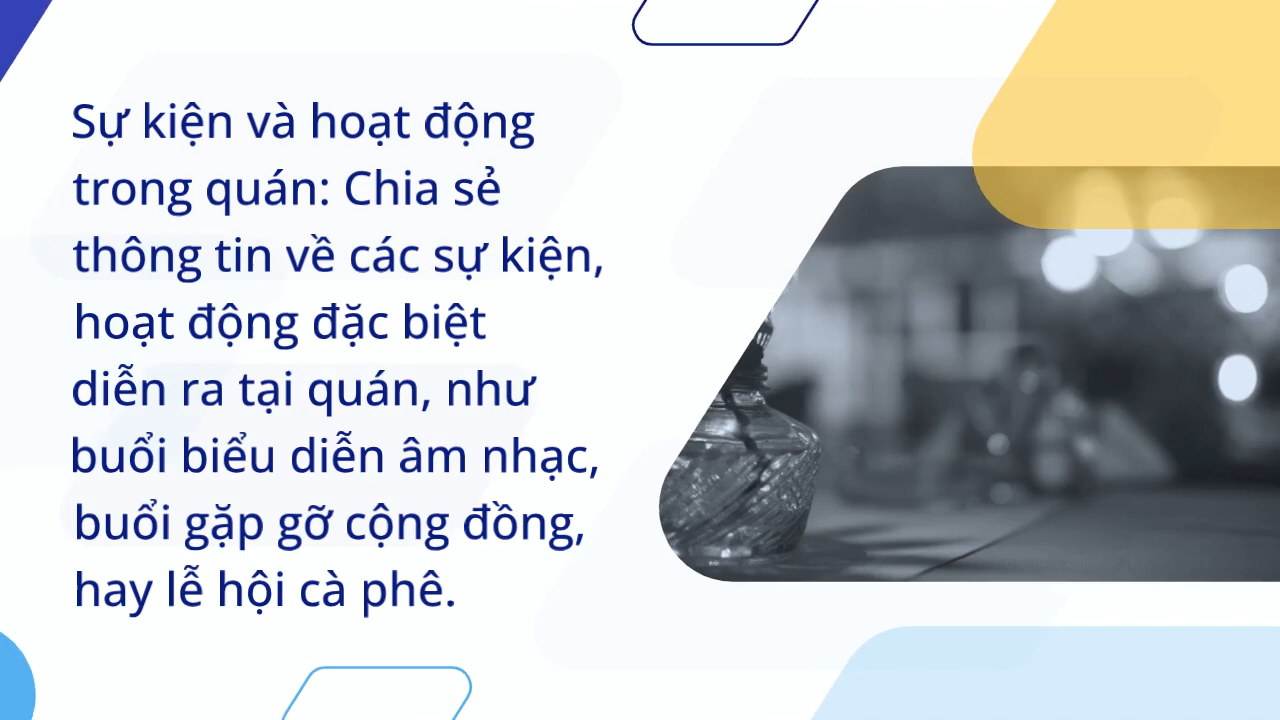 Sự kiện và hoạt động
trong quán: Chia sẻ
thông tin về các sự kiện,
hoạt động đặc biệt
diễn ra tại quán, như
buổi biểu diễn âm nhạc,
buổi gặp gỡ cộng đồng,
hay lễ hội cà phê.